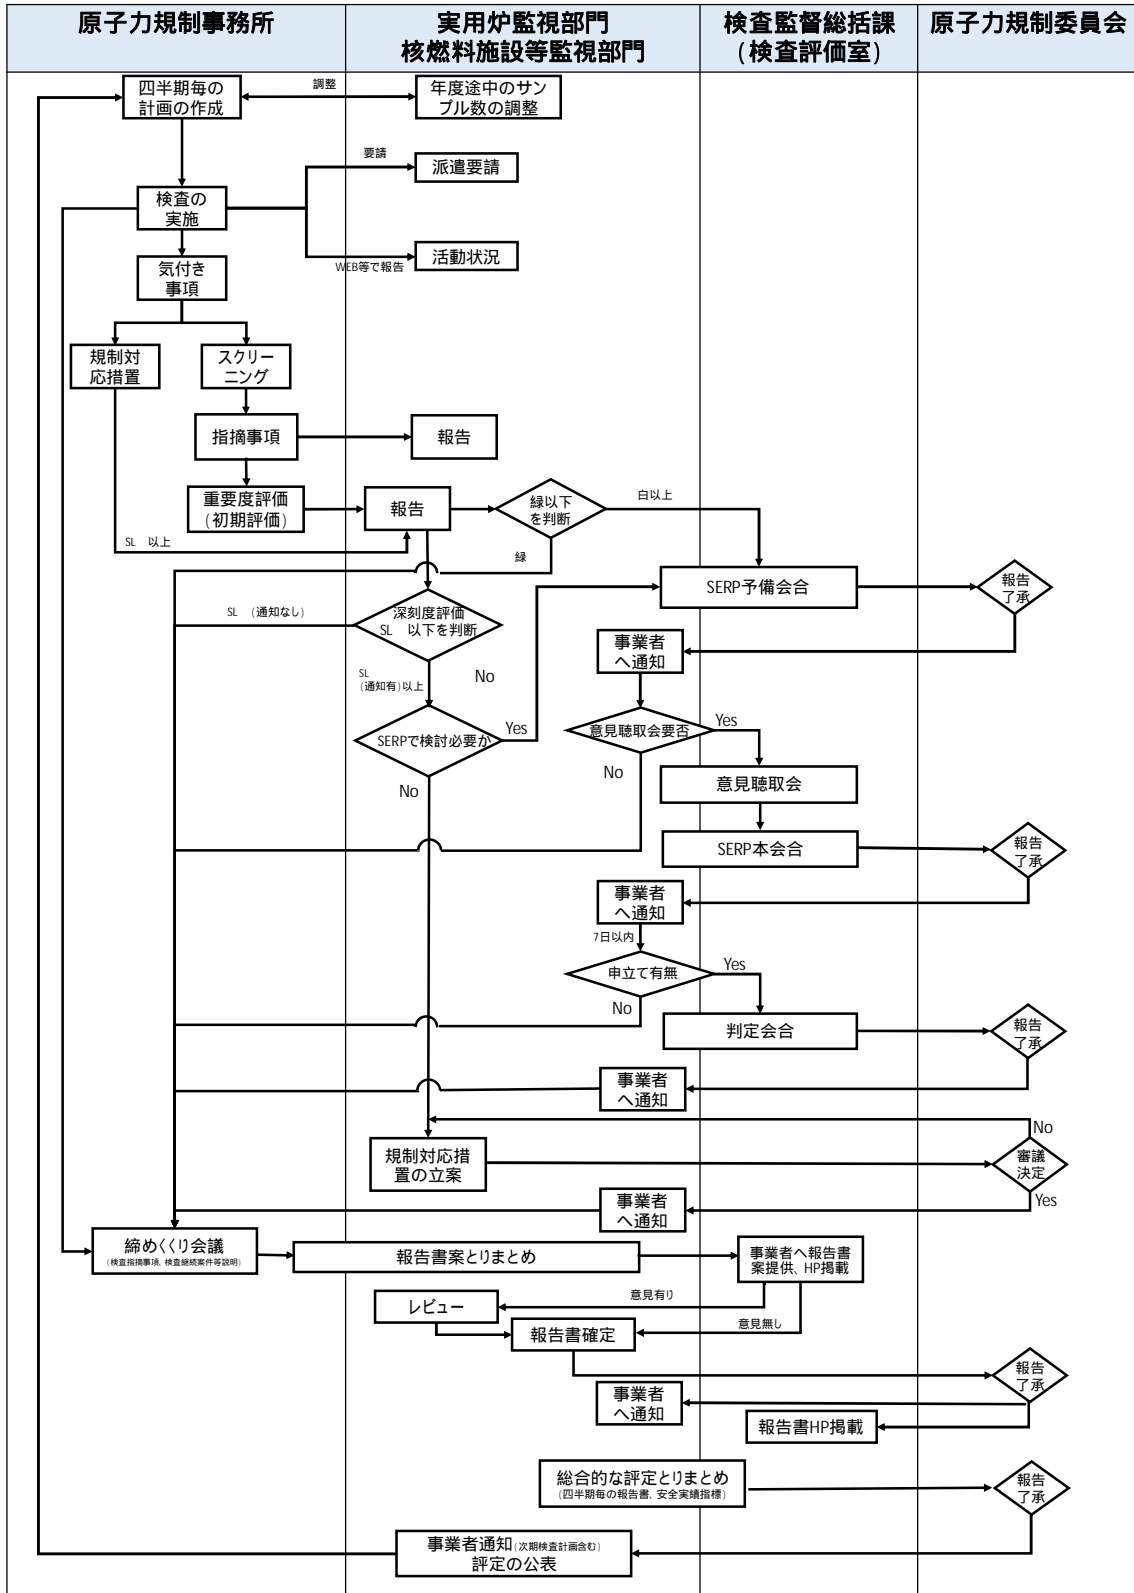 原子力規制事務所
実用炉監視部門
核燃料施設等監視部門
検査監督総括課
(検査評価室)
原子力規制委員会
四半期毎の
計画の作成
調整
年度途中のサン
プル数の調整
要請
派遣要請
検査の
実施
WEB等で報告
活動状況
気付き
事項
規制対
応措置
スクリー
ニング
指摘事項
報告
重要度評価
(初期評価)
報告
緑以下
を判断
白以上
SL 以上
緑
SERP予備会合
報告
了承
SL (通知なし)
深刻度評価
SL 以下を判断
事業者
へ通知
SL
(通知有)以上
No
SERPで検討必要か
Yes
意見聴取会要否
Yes
No
No
意見聴取会
SERP本会合
報告
了承
事業者
へ通知
7日以内
申立て有無
Yes
No
判定会合
報告
了承
事業者
へ通知
No
規制対応措
置の立案
審議
決定
Yes
事業者
へ通知
締めくくり会議
(検査指摘事項、検査継続案件等説明)
報告書案とりまとめ
事業者へ報告書
案提供、HP掲載
意見有り
レビュー
意見無し
報告書確定
報告
了承
事業者
へ通知
報告書HP掲載
総合的な評定とりまとめ
(四半期毎の報告書、安全実績指標)
報告
了承
事業者通知(次期検査計画含む)
評定の公表